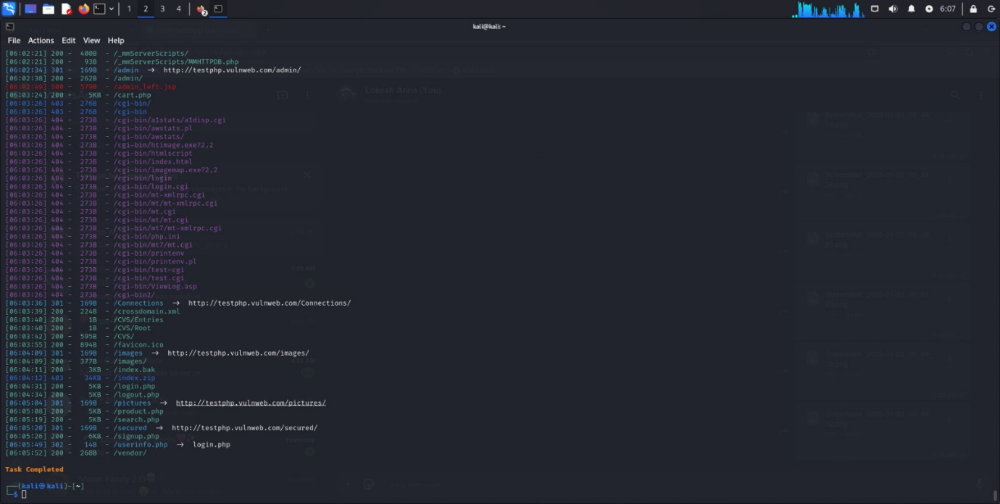 1 2 3 4 2 6:07
kali@kali: ~
File Actions Edit View Help
[06:02:21] 200 - 400B - /_mmServerScripts/
[06:02:21] 200 - 93B - /_mmServerScripts/MMHTTPDB.php
[06:02:34] 301 - 169B - /admin → http://testphp.vulnweb.com/admin/
[06:02:38] 200 - 262B - /admin/
[06:02:49] 500 - 579B - /admin_left.jsp
[06:03:24] 200 - 5KB - /cart.php
[06:03:26] 403 - 276B - /cgi-bin/
[06:03:26] 403 - 276B - /cgi-bin
[06:03:26] 404 - 273B - /cgi-bin/a1stats/a1disp.cgi
[06:03:26] 404 - 273B - /cgi-bin/awstats.pl
[06:03:26] 404 - 273B - /cgi-bin/awstats/
[06:03:26] 404 - 273B - /cgi-bin/htimage.exe?2,2
[06:03:26] 404 - 273B - /cgi-bin/htmlscript
[06:03:26] 404 - 273B - /cgi-bin/index.html
[06:03:26] 404 - 273B - /cgi-bin/imagemap.exe?2,2
[06:03:26] 404 - 273B - /cgi-bin/login
[06:03:26] 404 - 273B - /cgi-bin/login.cgi
[06:03:26] 404 - 273B - /cgi-bin/mt-xmlrpc.cgi
[06:03:26] 404 - 273B - /cgi-bin/mt/mt-xmlrpc.cgi
[06:03:26] 404 - 273B - /cgi-bin/mt.cgi
[06:03:26] 404 - 273B - /cgi-bin/mt/mt.cgi
[06:03:26] 404 - 273B - /cgi-bin/mt7/mt-xmlrpc.cgi
[06:03:26] 404 - 273B - /cgi-bin/php.ini
[06:03:26] 404 - 273B - /cgi-bin/mt7/mt.cgi
[06:03:26] 404 - 273B - /cgi-bin/printenv
[06:03:26] 404 - 273B - /cgi-bin/printenv.pl
[06:03:26] 404 - 273B - /cgi-bin/test-cgi
[06:03:26] 404 - 273B - /cgi-bin/test.cgi
[06:03:26] 404 - 273B - /cgi-bin/ViewLog.asp
[06:03:26] 404 - 273B - /cgi-bin2/
[06:03:36] 301 - 169B - /Connections → http://testphp.vulnweb.com/Connections/
[06:03:39] 200 - 224B - /crossdomain.xml
[06:03:40] 200 - 1B - /CVS/Entries
[06:03:40] 200 - 1B - /CVS/Root
[06:03:42] 200 - 595B - /CVS/
[06:03:55] 200 - 894B - /favicon.ico
[06:04:09] 301 - 169B - /images → http://testphp.vulnweb.com/images/
[06:04:09] 200 - 377B - /images/
[06:04:11] 200 - 3KB - /index.bak
[06:04:12] 403 - 34KB - /index.zip
[06:04:31] 200 - 5KB - /login.php
[06:04:34] 200 - 5KB - /logout.php
[06:05:04] 301 - 169B - /pictures → http://testphp.vulnweb.com/pictures/
[06:05:08] 200 - 5KB - /product.php
[06:05:19] 200 - 5KB - /search.php
[06:05:20] 301 - 169B - /secured → http://testphp.vulnweb.com/secured/
[06:05:26] 200 - 6KB - /signup.php
[06:05:49] 302 - 14B - /userinfo.php → login.php
[06:05:52] 200 - 268B - /vendor/
Task Completed
(kali㉿kali)-[~]
$
Lokesh Anna (You)
Yesterday